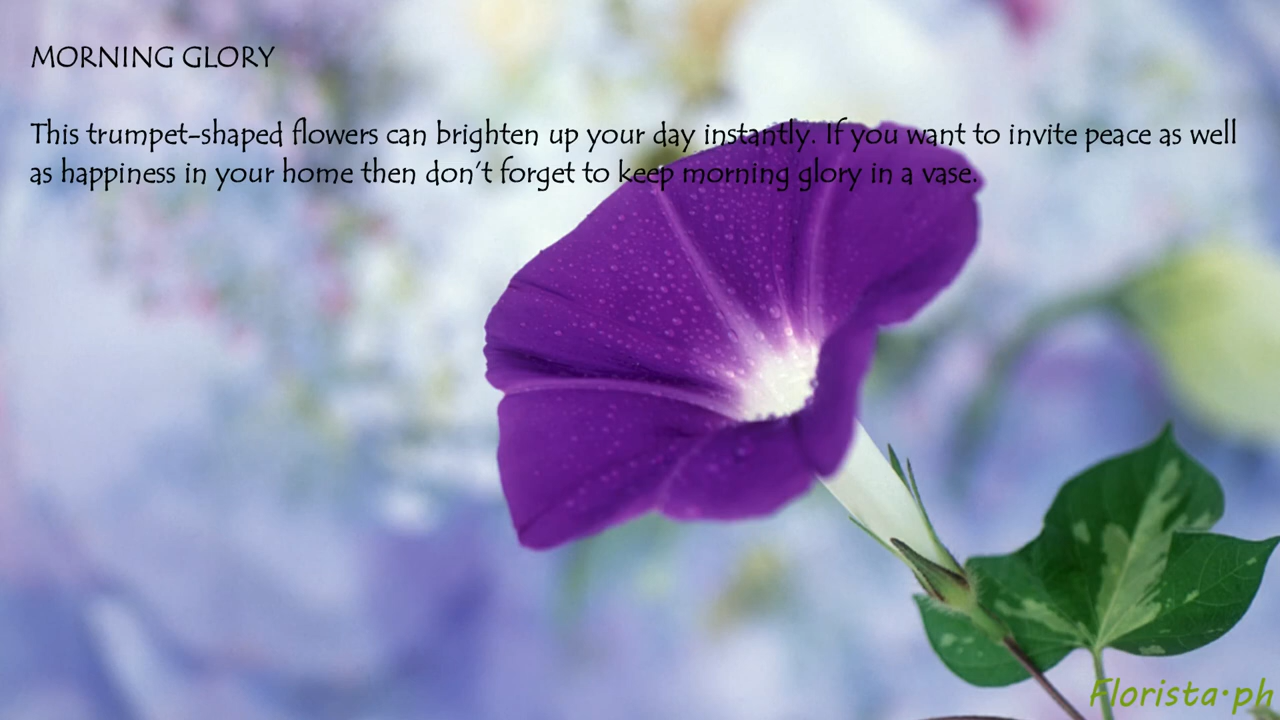 MORNING GLORY
This trumpet-shaped flowers can brighten up your day instantly. If you want to invite peace as well
as happiness in your home then don't forget to keep morning glory in a vase.
Florista.ph